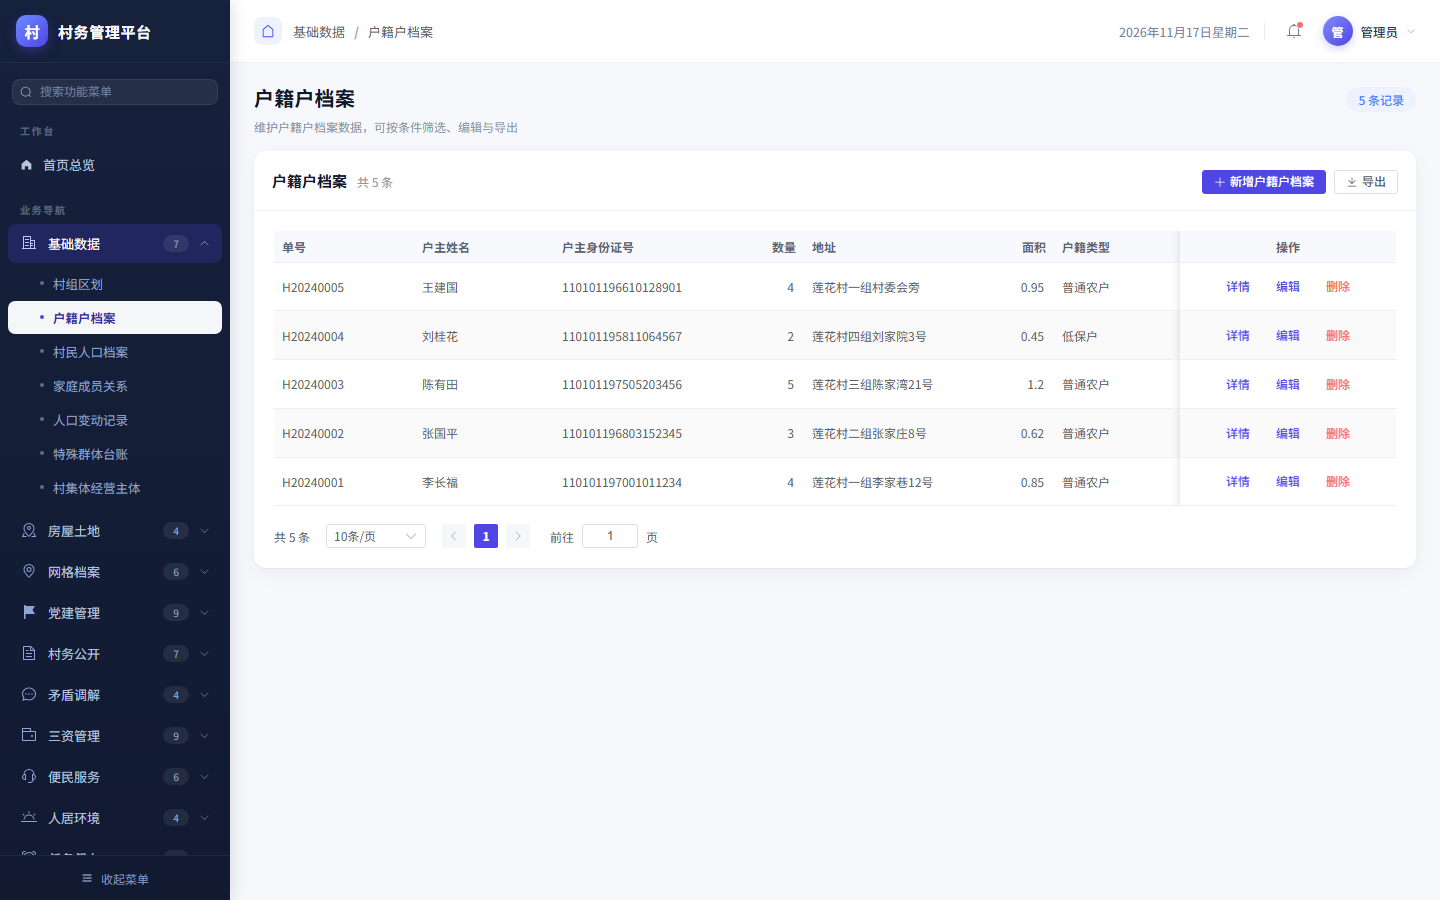 村 村务管理平台
搜索功能菜单
工作台
首页总览
业务导航
基础数据 7
村组区划
户籍户档案
村民人口档案
家庭成员关系
人口变动记录
特殊群体台账
村集体经营主体
房屋土地 4
网格档案 6
党建管理 9
村务公开 7
矛盾调解 4
三资管理 9
便民服务 6
人居环境 4
收起菜单
基础数据 / 户籍户档案
2026年11月17日星期二
管 管理员
户籍户档案
5 条记录
维护户籍户档案数据，可按条件筛选、编辑与导出
户籍户档案 共 5 条
新增户籍户档案 导出
单号 户主姓名 户主身份证号 数量 地址 面积 户籍类型 操作
H20240005 王建国 110101196610128901 4 莲花村一组村委会旁 0.95 普通农户 详情 编辑 删除
H20240004 刘桂花 110101195811064567 2 莲花村四组刘家院3号 0.45 低保户 详情 编辑 删除
H20240003 陈有田 110101197505203456 5 莲花村三组陈家湾21号 1.2 普通农户 详情 编辑 删除
H20240002 张国平 110101196803152345 3 莲花村二组张家庄8号 0.62 普通农户 详情 编辑 删除
H20240001 李长福 110101197001011234 4 莲花村一组李家巷12号 0.85 普通农户 详情 编辑 删除
共 5 条 10条/页 1 前往 1 页